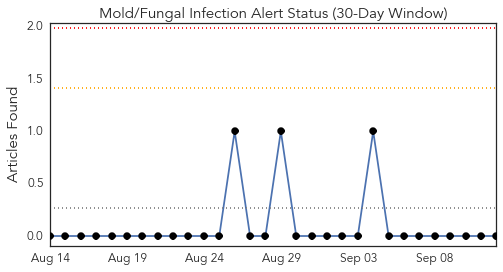 Mold/Fungal Infection Alert Status (30-Day Window)
2.0
1.5
1.0
0.5
0.0
Articles Found
Aug 14
Aug 19
Aug 24
Aug 29
Sep 03
Sep 08